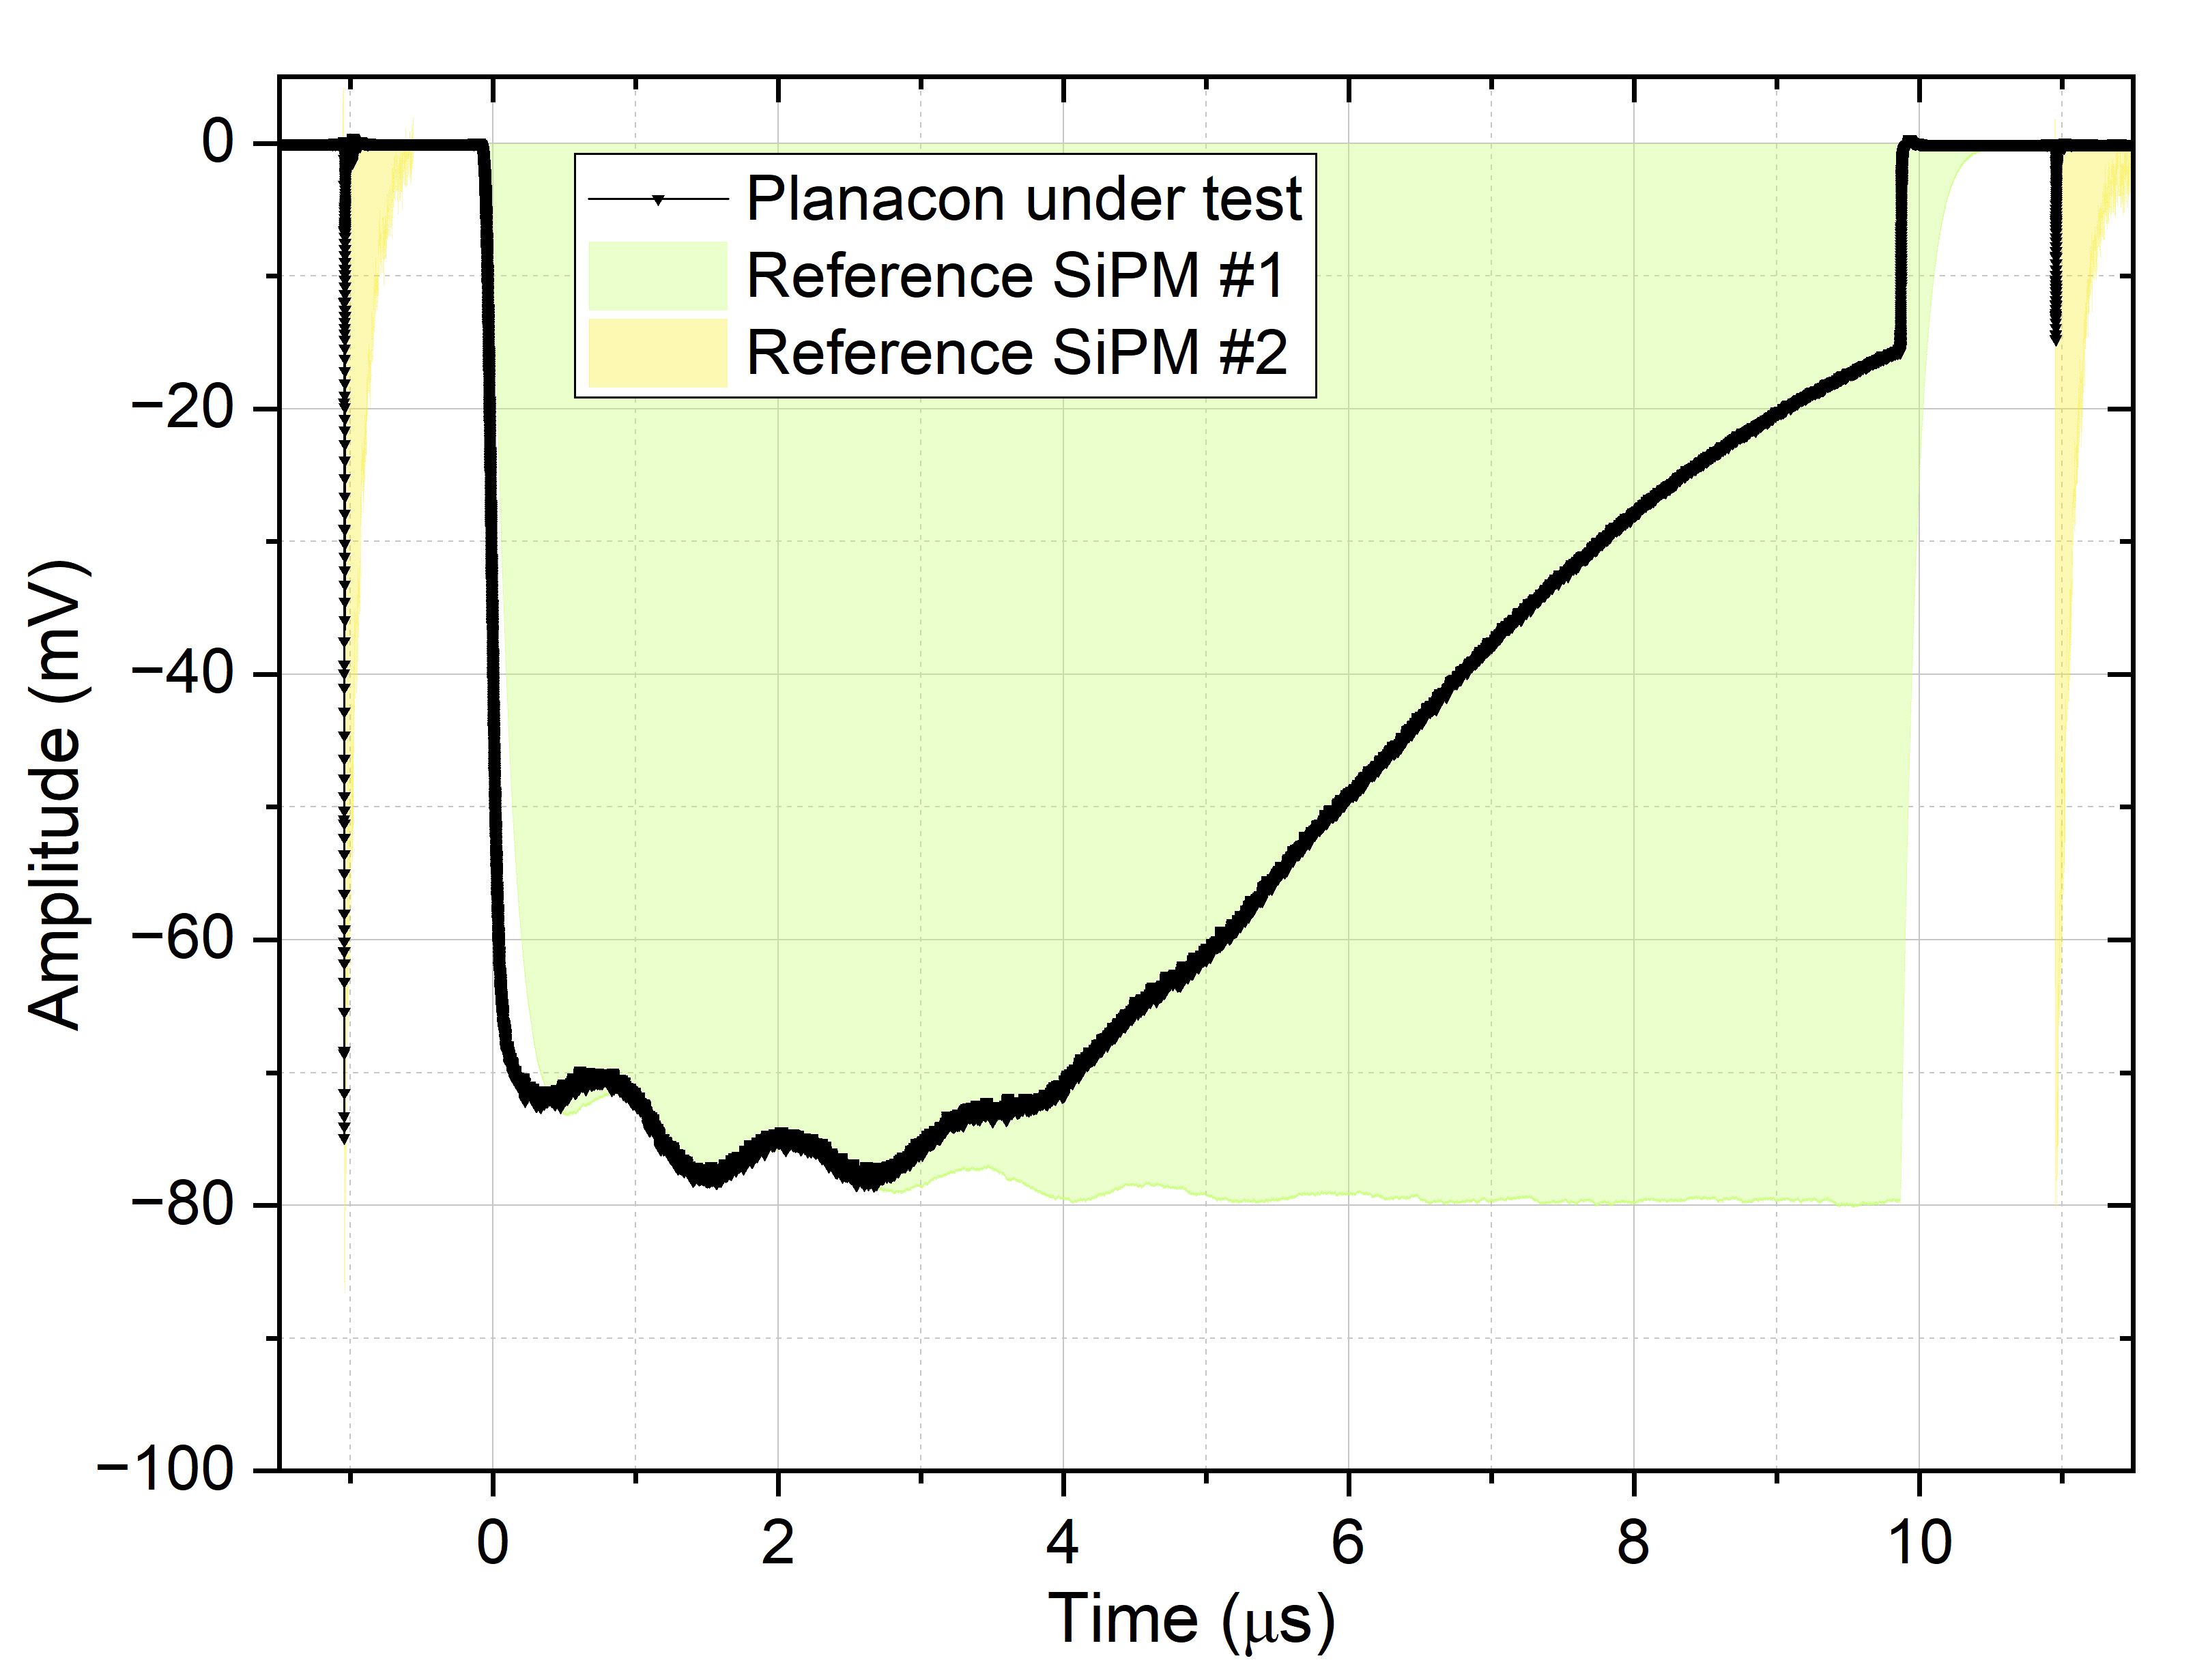 Planacon under test
Reference SiPM #1
Reference SiPM #2
Amplitude (mV)
0
−20
−40
−60
−80
−100
0 2 4 6 8 10
Time (μs)